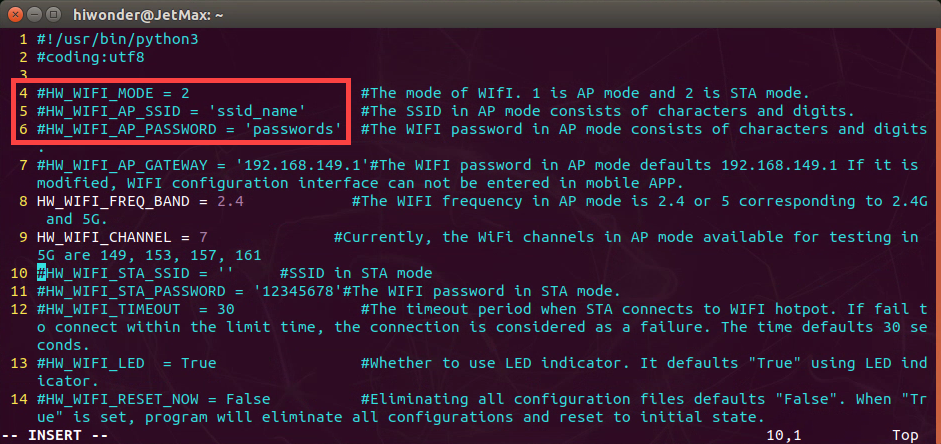 hiwonder@JetMax: ~
1 #!/usr/bin/python3
2 #coding:utf8
3
4 #HW_WIFI_MODE = 2 #The mode of WIfI. 1 is AP mode and 2 is STA mode.
5 #HW_WIFI_AP_SSID = 'ssid_name' #The SSID in AP mode consists of characters and digits.
6 #HW_WIFI_AP_PASSWORD = 'passwords' #The WIFI password in AP mode consists of characters and digits
.
7 #HW_WIFI_AP_GATEWAY = '192.168.149.1'#The WIFI password in AP mode defaults 192.168.149.1 If it is
modified, WIFI configuration interface can not be entered in mobile APP.
8 HW_WIFI_FREQ_BAND = 2.4 #The WIFI frequency in AP mode is 2.4 or 5 corresponding to 2.4G
and 5G.
9 HW_WIFI_CHANNEL = 7 #Currently, the WiFi channels in AP mode available for testing in
5G are 149, 153, 157, 161
10 #HW_WIFI_STA_SSID = '' #SSID in STA mode
11 #HW_WIFI_STA_PASSWORD = '12345678'#The WIFI password in STA mode.
12 #HW_WIFI_TIMEOUT = 30 #The timeout period when STA connects to WIFI hotpot. If fail t
o connect within the limit time, the connection is considered as a failure. The time defaults 30 se
conds.
13 #HW_WIFI_LED = True #Whether to use LED indicator. It defaults "True" using LED ind
icator.
14 #HW_WIFI_RESET_NOW = False #Eliminating all configuration files defaults "False". When "Tr
ue" is set, program will eliminate all configurations and reset to initial state.
-- INSERT -- 10,1 Top